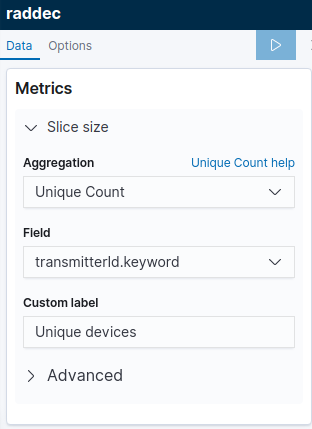 raddec
Data Options
Metrics
Slice size
Aggregation Unique Count help
Unique Count
Field
transmitterId.keyword
Custom label
Unique devices
Advanced